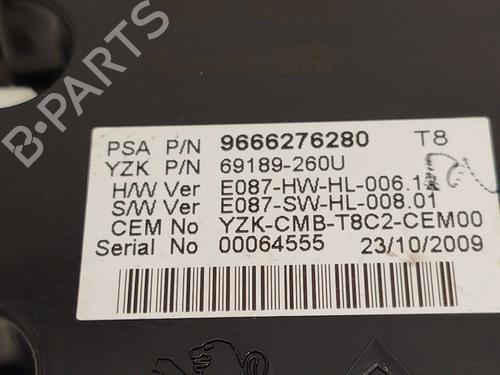 PSA P/N 9666276280 T8
YZK P/N 69189-260U
H/W Ver E087-HW-HL-006.1
S/W Ver E087-SW-HL-008.01
CEM No YZK-CMB-T8C2-CEM00
Serial No 00064555 23/10/2009
B-PARTS